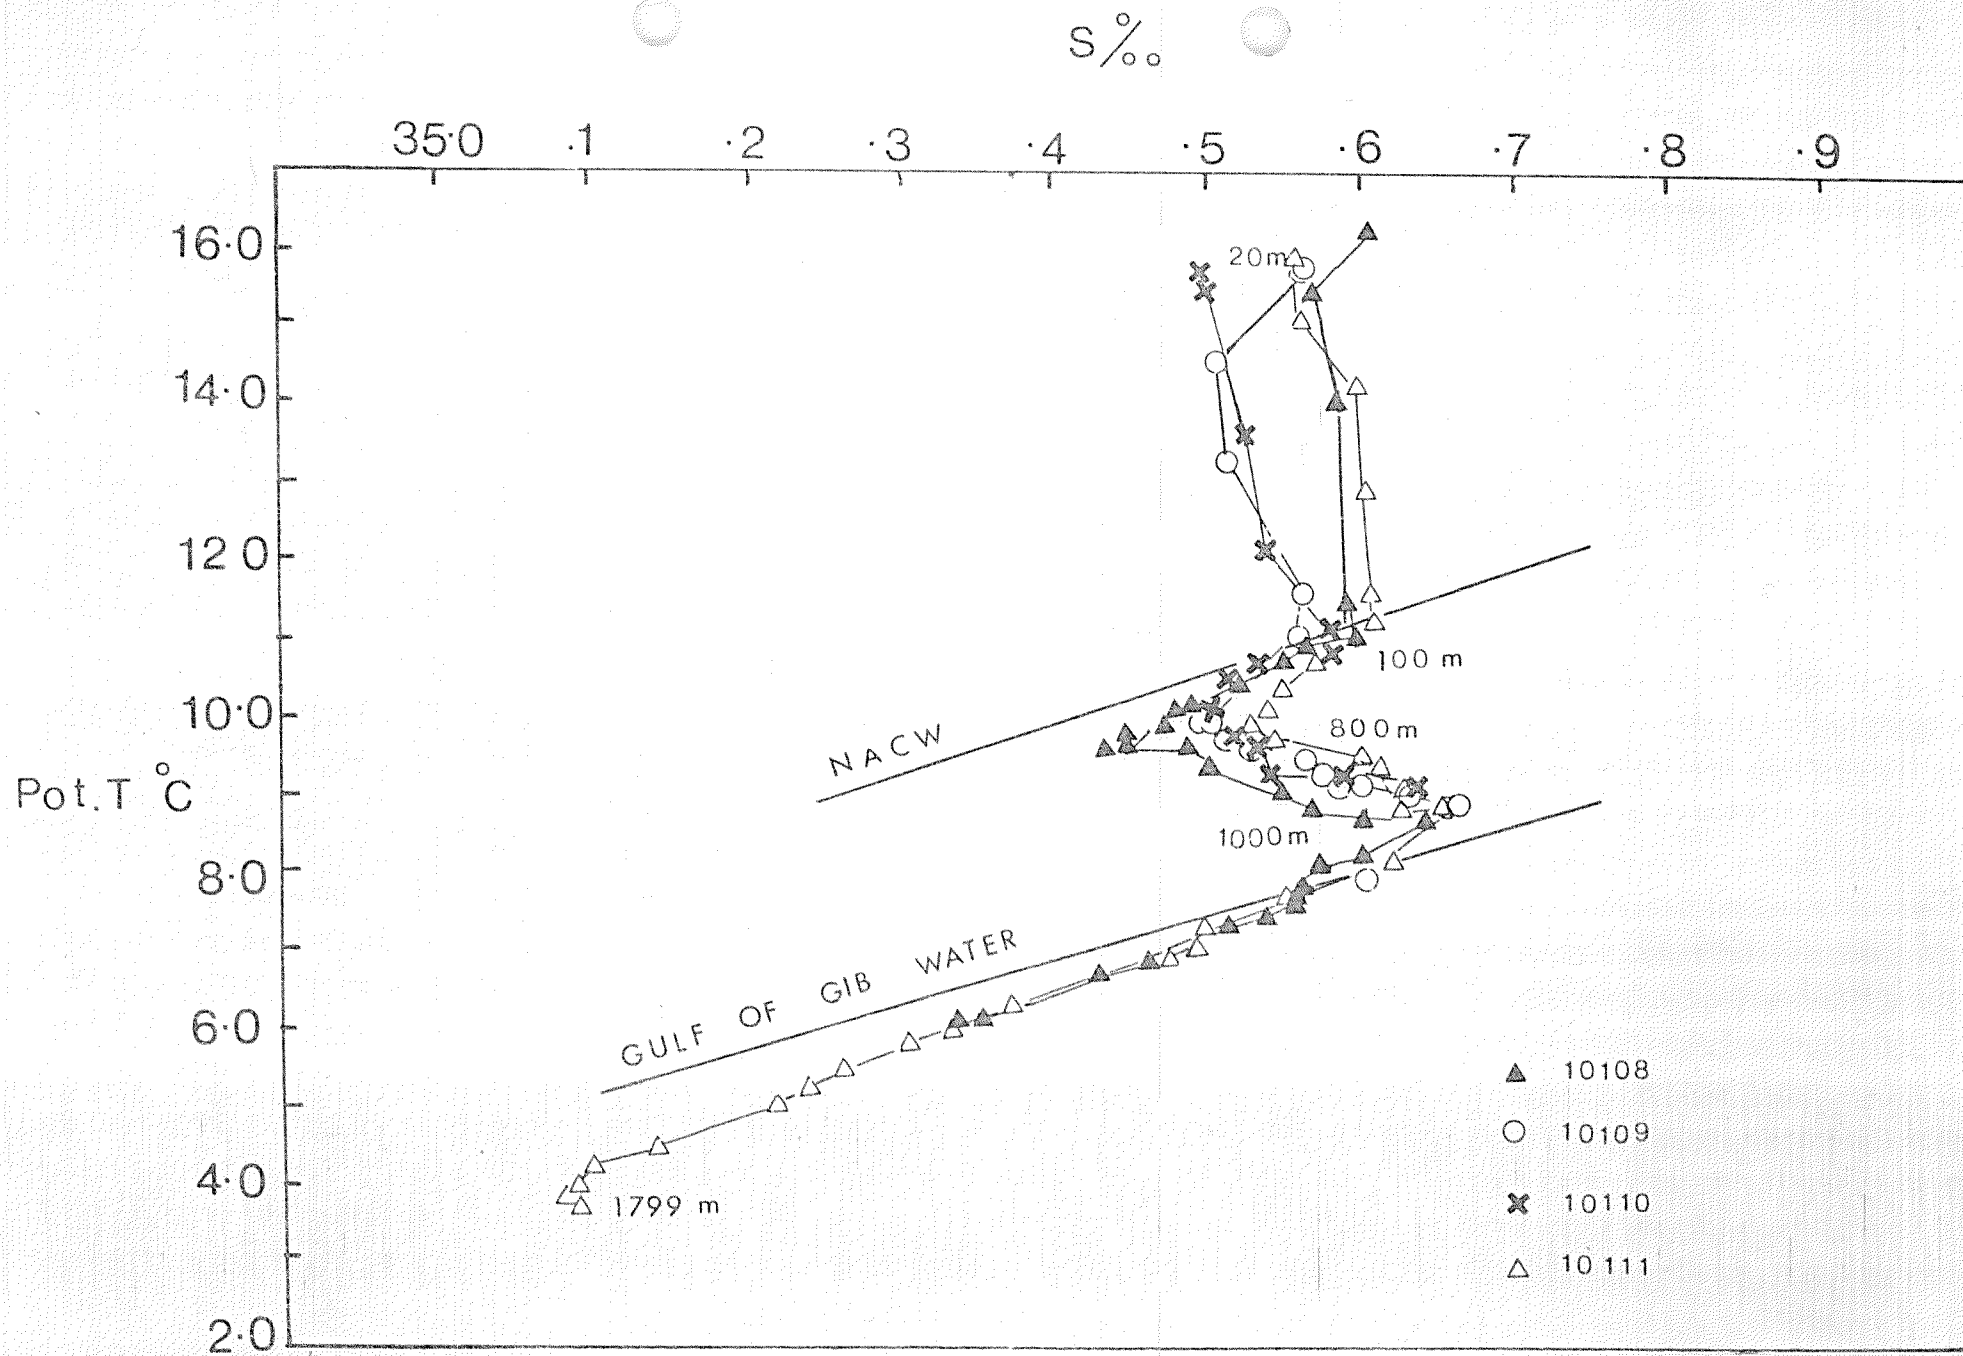 S‰
35·0 ·1 ·2 ·3 ·4 ·5 ·6 ·7 ·8 ·9
16·0
20m
14·0
12 0
100 m
10·0
800m
NACW
Pot.T °C
1000m
8·0
GULF OF GIB WATER
6·0
10108
10109
4·0
1799 m
10110
10 111
2·0